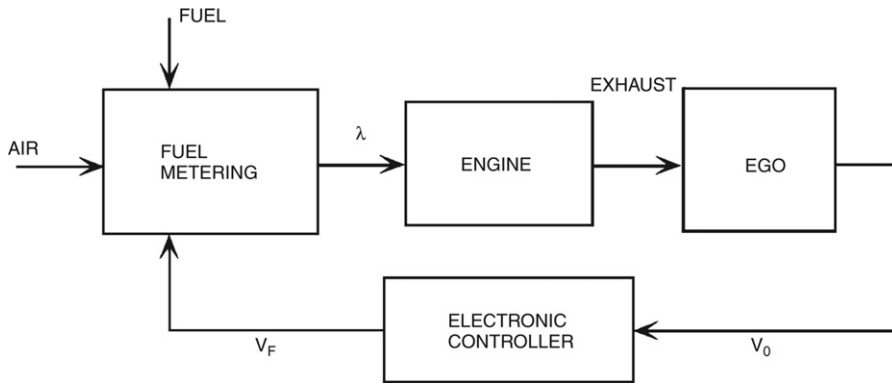 FUEL
AIR
FUEL
METERING
λ
ENGINE
EXHAUST
EGO
ELECTRONIC
CONTROLLER
V_F
V_0